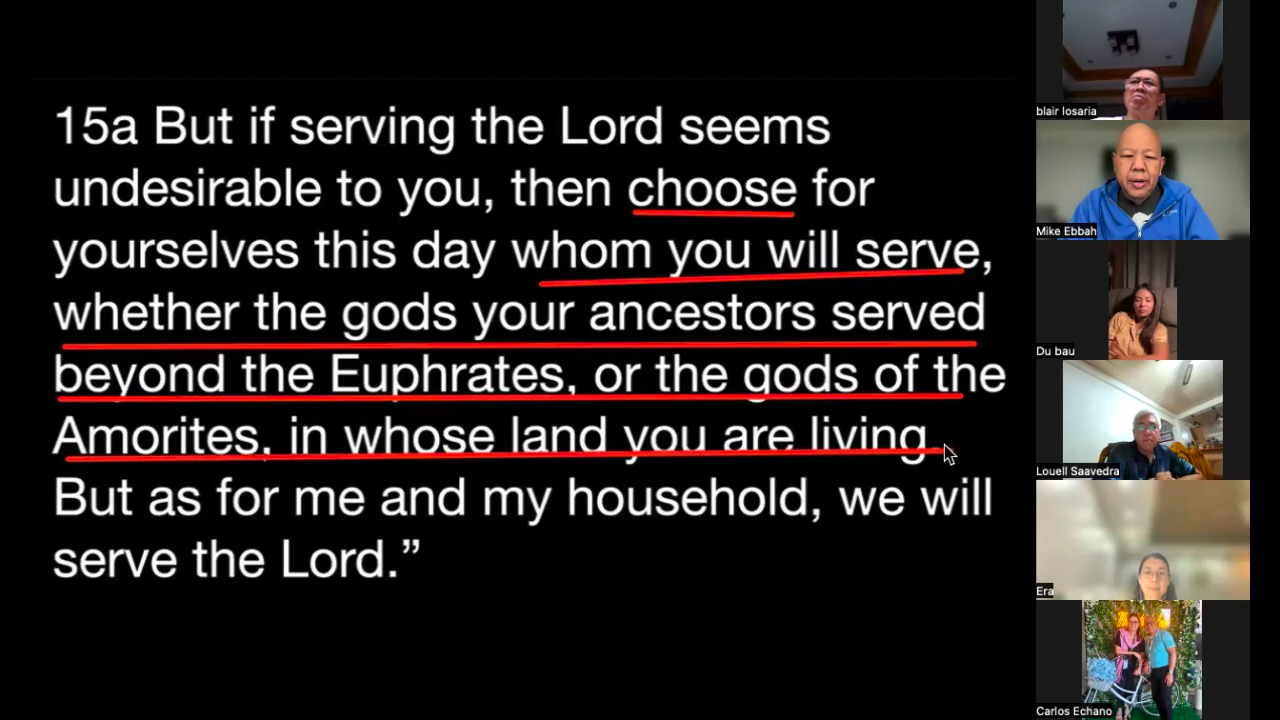 15a But if serving the Lord seems
undesirable to you, then choose for
yourselves this day whom you will serve,
whether the gods your ancestors served
beyond the Euphrates, or the gods of the
Amorites, in whose land you are living.
But as for me and my household, we will
serve the Lord.”
blair losaria
Mike Ebbah
Du bau
Louell Saavedra
Era
Carlos Echano